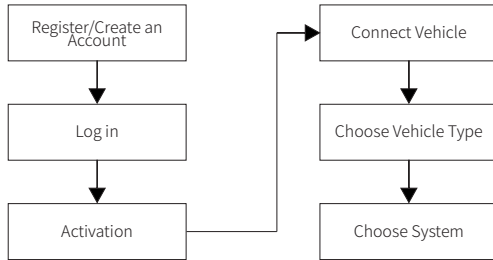 Register/Create an
Account
Log in
Activation
Connect Vehicle
Choose Vehicle Type
Choose System